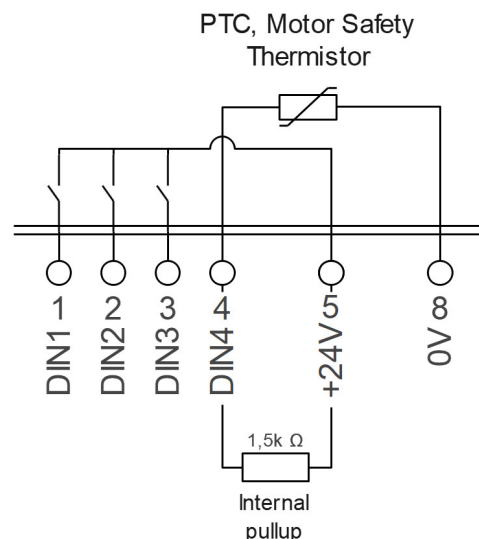 PTC, Motor Safety
Thermistor
1
2
3
4
5
8
DIN1
DIN2
DIN3
DIN4
+24V
0V
1,5k Ω
Internal
pullup